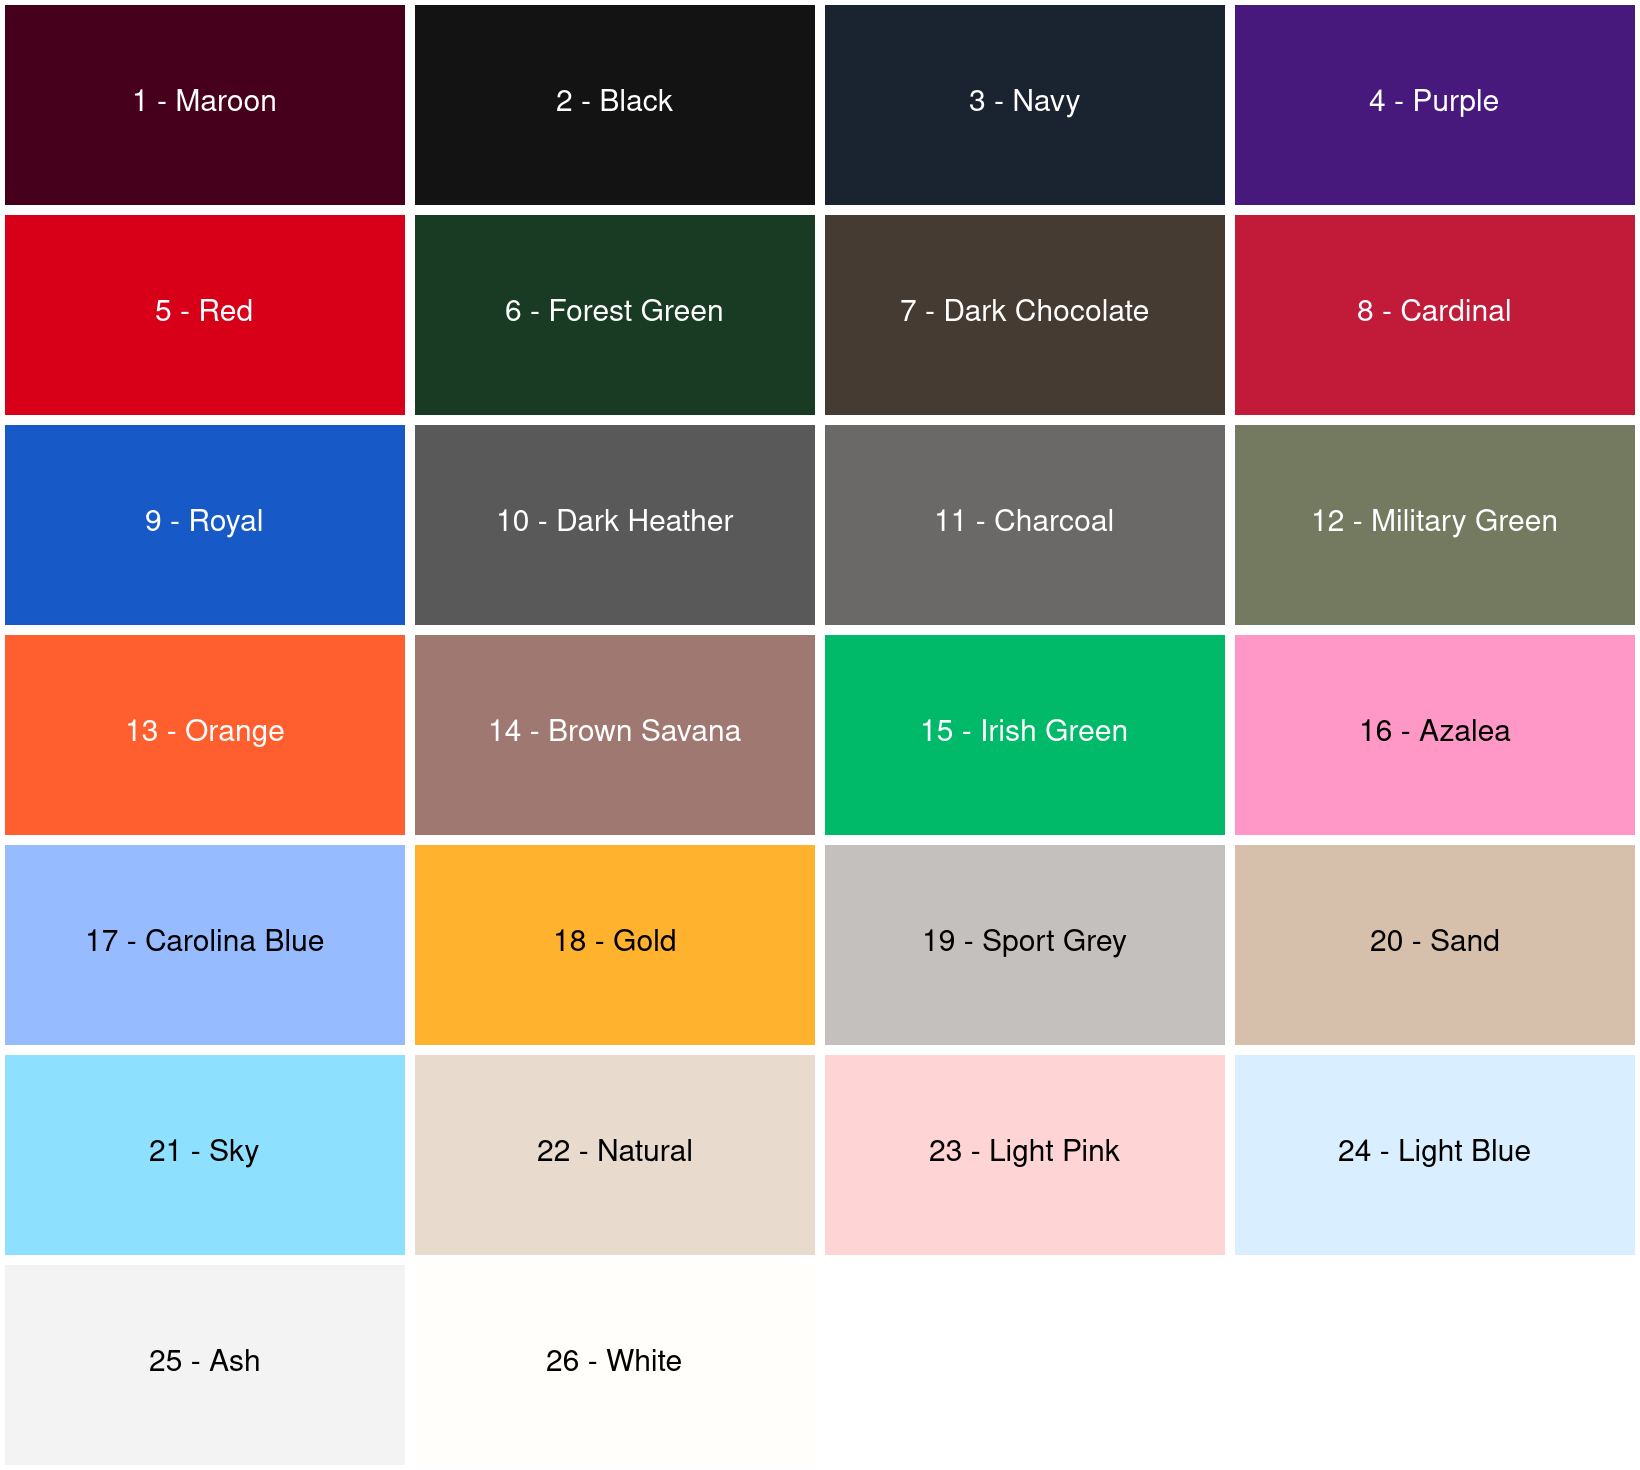 1 - Maroon
2 - Black
3 - Navy
4 - Purple
5 - Red
6 - Forest Green
7 - Dark Chocolate
8 - Cardinal
9 - Royal
10 - Dark Heather
11 - Charcoal
12 - Military Green
13 - Orange
14 - Brown Savana
15 - Irish Green
16 - Azalea
17 - Carolina Blue
18 - Gold
19 - Sport Grey
20 - Sand
21 - Sky
22 - Natural
23 - Light Pink
24 - Light Blue
25 - Ash
26 - White